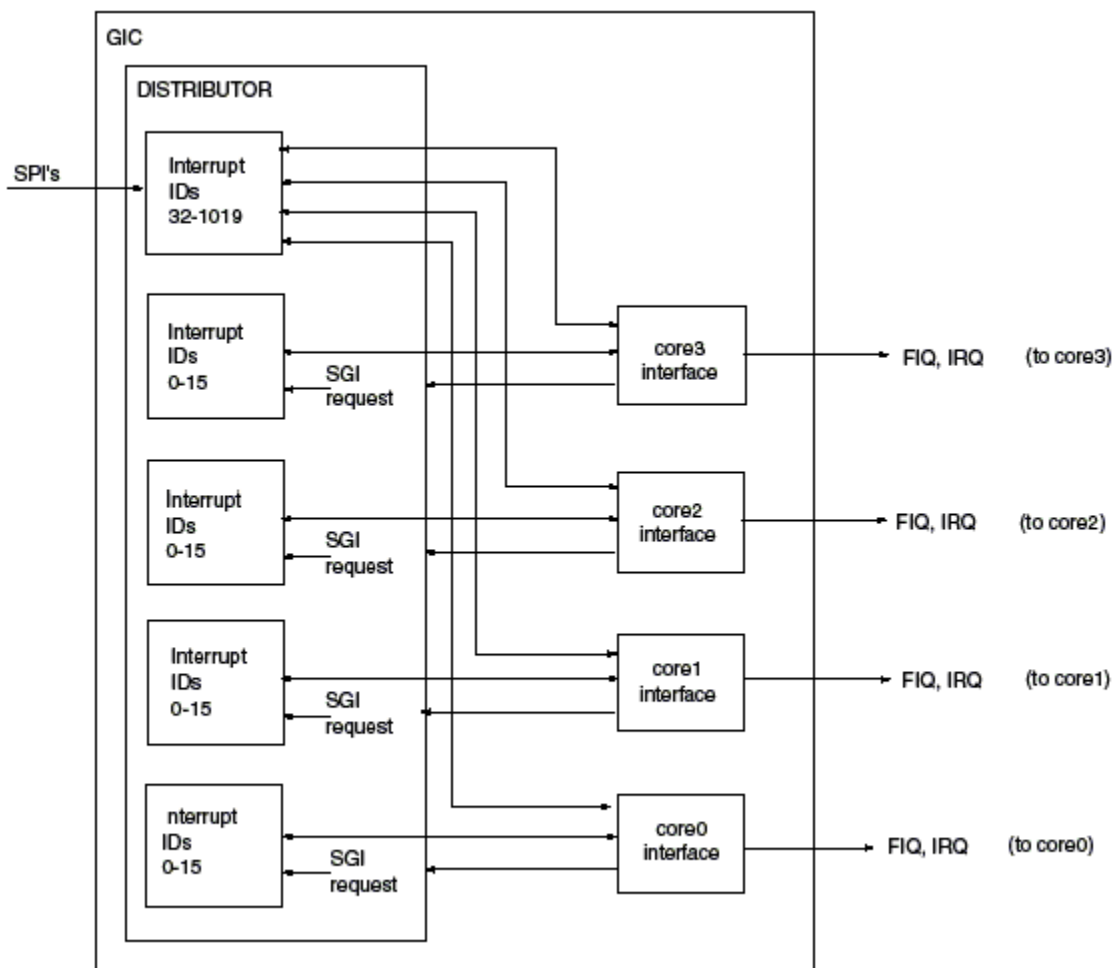 GIC
DISTRIBUTOR
SPI's
Interrupt
IDs
32-1019
Interrupt
IDs
0-15
SGI
request
core3
interface
FIQ, IRQ (to core3)
Interrupt
IDs
0-15
SGI
request
core2
interface
FIQ, IRQ (to core2)
Interrupt
IDs
0-15
SGI
request
core1
interface
FIQ, IRQ (to core1)
nterrupt
IDs
0-15
SGI
request
core0
interface
FIQ, IRQ (to core0)